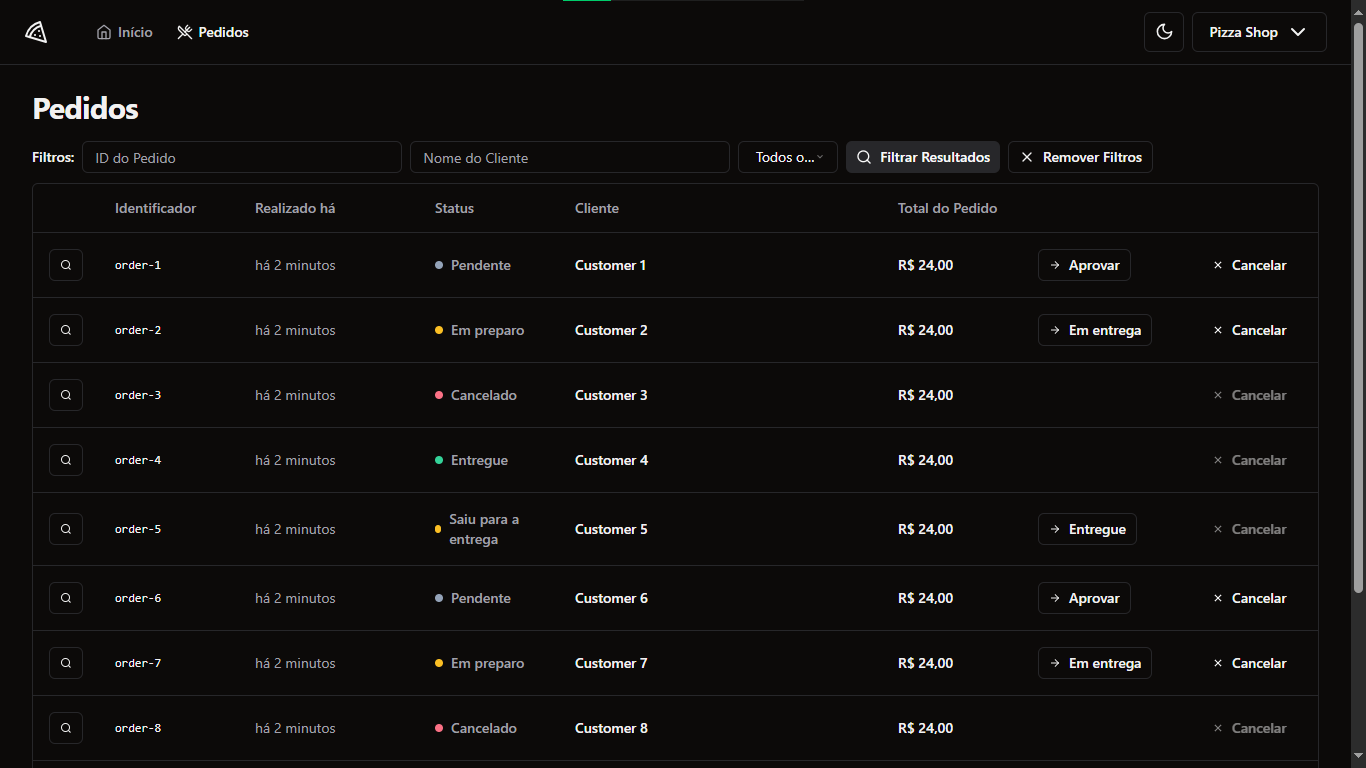 Início Pedidos Pizza Shop
Pedidos
Filtros: ID do Pedido Nome do Cliente Todos o... Filtrar Resultados Remover Filtros
Identificador Realizado há Status Cliente Total do Pedido
order-1 há 2 minutos Pendente Customer 1 R$ 24,00 Aprovar Cancelar
order-2 há 2 minutos Em preparo Customer 2 R$ 24,00 Em entrega Cancelar
order-3 há 2 minutos Cancelado Customer 3 R$ 24,00 Cancelar
order-4 há 2 minutos Entregue Customer 4 R$ 24,00 Cancelar
order-5 há 2 minutos Saiu para a entrega Customer 5 R$ 24,00 Entregue Cancelar
order-6 há 2 minutos Pendente Customer 6 R$ 24,00 Aprovar Cancelar
order-7 há 2 minutos Em preparo Customer 7 R$ 24,00 Em entrega Cancelar
order-8 há 2 minutos Cancelado Customer 8 R$ 24,00 Cancelar